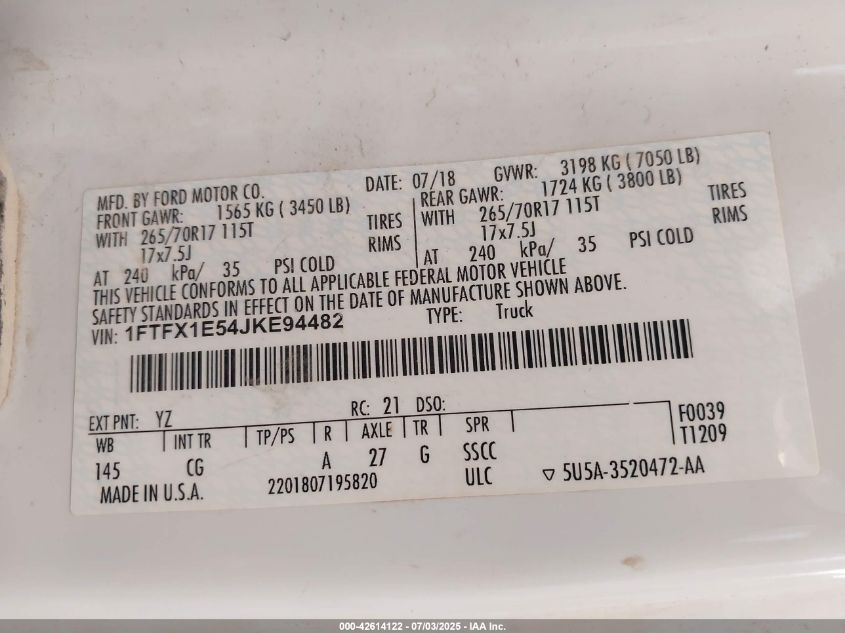 MFD. BY FORD MOTOR CO. DATE: 07/18 GVWR: 3198 KG ( 7050 LB)
FRONT GAWR: 1565 KG ( 3450 LB) REAR GAWR: 1724 KG ( 3800 LB)
WITH 265/70R17 115T TIRES WITH 265/70R17 115T TIRES
17x7.5J RIMS 17x7.5J RIMS
AT 240 kPa/ 35 PSI COLD AT 240 kPa/ 35 PSI COLD
THIS VEHICLE CONFORMS TO ALL APPLICABLE FEDERAL MOTOR VEHICLE
SAFETY STANDARDS IN EFFECT ON THE DATE OF MANUFACTURE SHOWN ABOVE.
VIN: 1FTFX1E54JKE94482 TYPE: Truck
EXT PNT: YZ RC: 21 DSO:
WB INT TR TP/PS R AXLE TR SPR F0039
145 CG A 27 G SSCC T1209
MADE IN U.S.A. 2201807195820 ULC ▽ 5U5A-3520472-AA
000-42614122 - 07/03/2025 - IAA Inc.